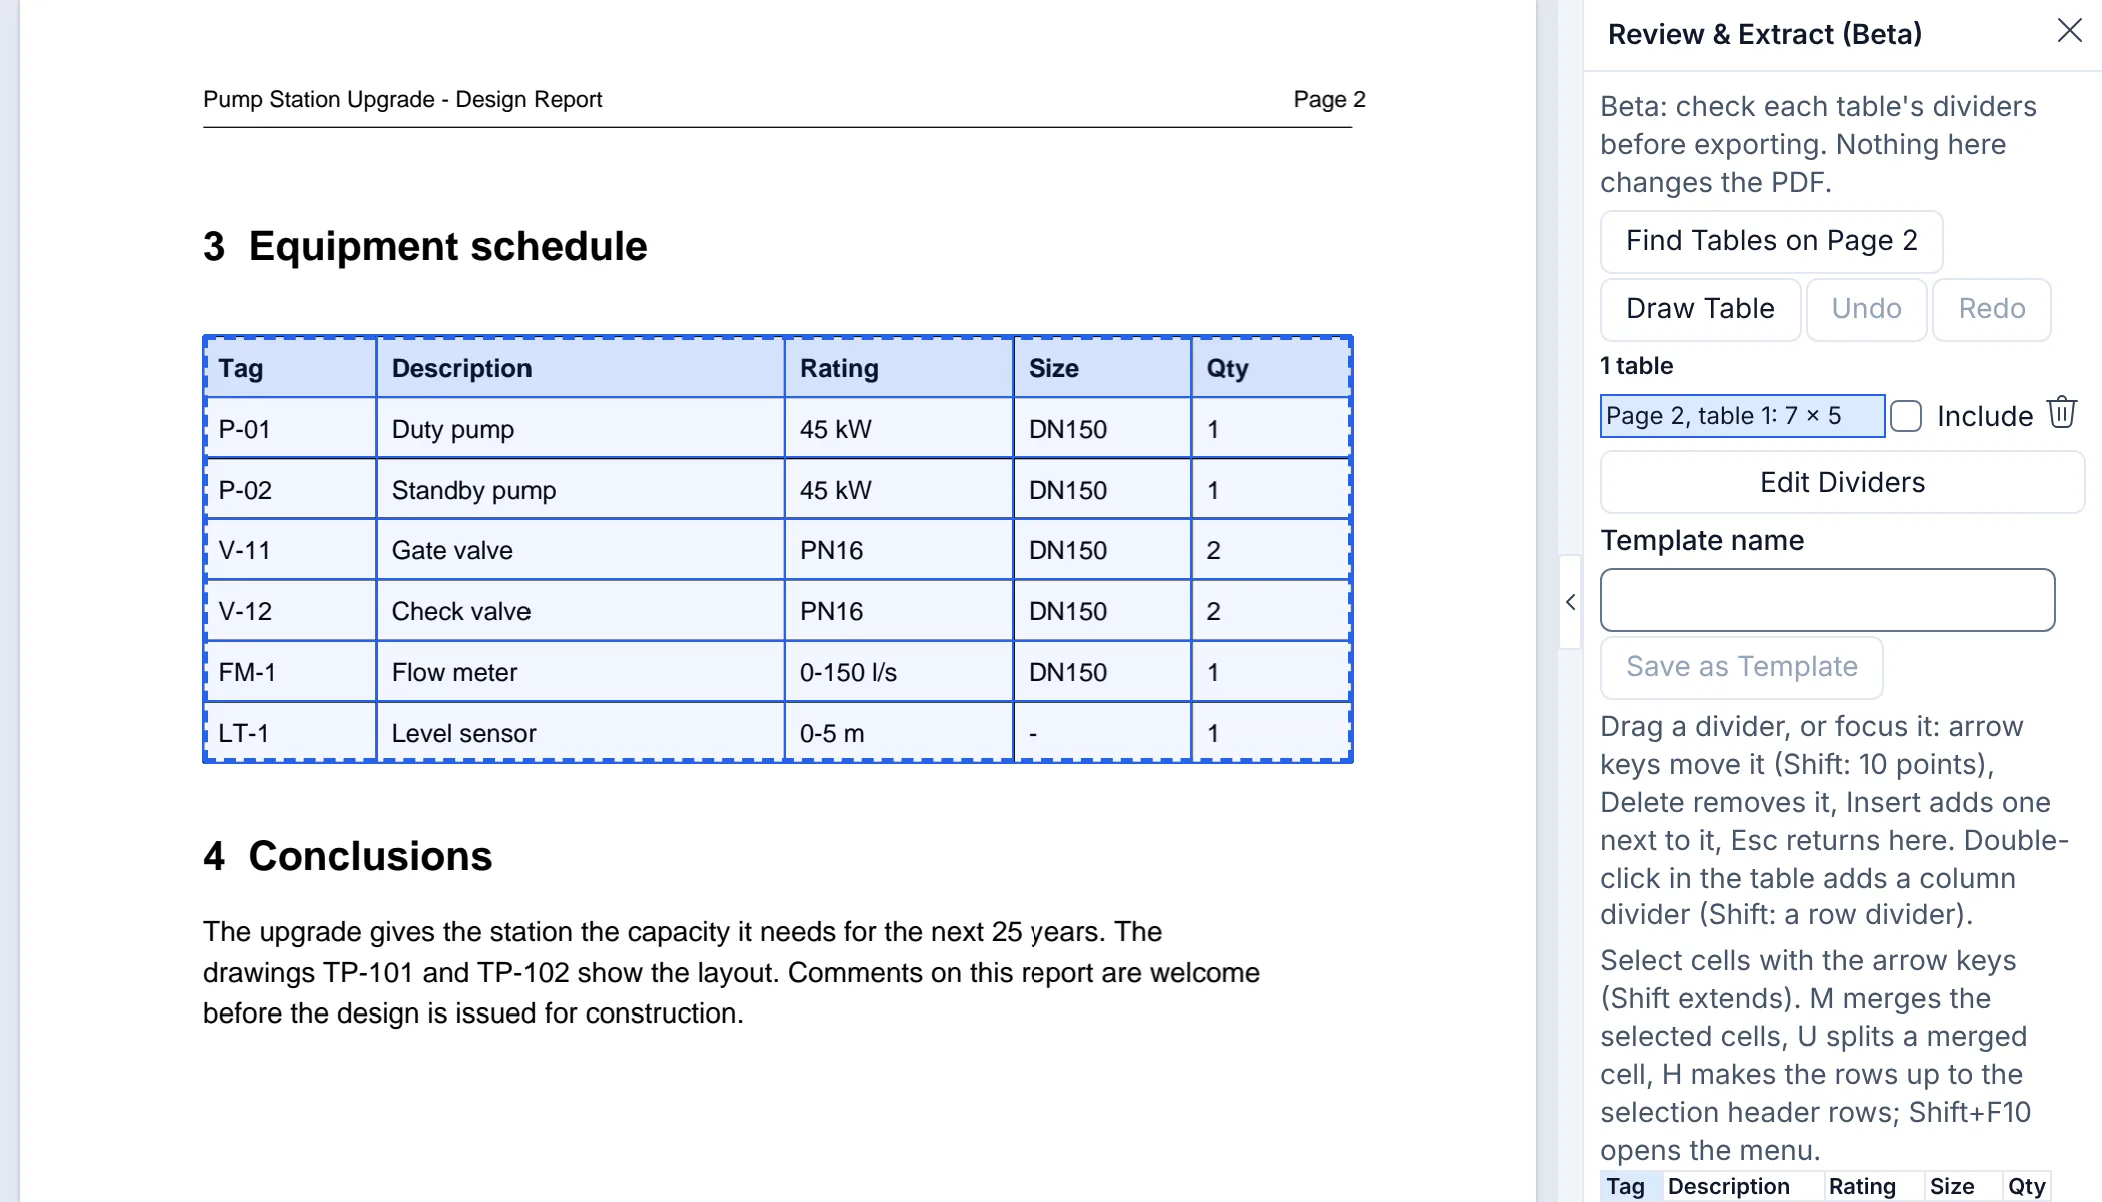 Pump Station Upgrade - Design Report Page 2
3 Equipment schedule
Tag Description Rating Size Qty
P-01 Duty pump 45 kW DN150 1
P-02 Standby pump 45 kW DN150 1
V-11 Gate valve PN16 DN150 2
V-12 Check valve PN16 DN150 2
FM-1 Flow meter 0-150 l/s DN150 1
LT-1 Level sensor 0-5 m - 1
4 Conclusions
The upgrade gives the station the capacity it needs for the next 25 years. The
drawings TP-101 and TP-102 show the layout. Comments on this report are welcome
before the design is issued for construction.
Review & Extract (Beta)
Beta: check each table's dividers
before exporting. Nothing here
changes the PDF.
Find Tables on Page 2
Draw Table Undo Redo
1 table
Page 2, table 1: 7 × 5 Include
Edit Dividers
Template name
Save as Template
Drag a divider, or focus it: arrow
keys move it (Shift: 10 points),
Delete removes it, Insert adds one
next to it, Esc returns here. Double-
click in the table adds a column
divider (Shift: a row divider).
Select cells with the arrow keys
(Shift extends). M merges the
selected cells, U splits a merged
cell, H makes the rows up to the
selection header rows; Shift+F10
opens the menu.
Tag Description Rating Size Qty